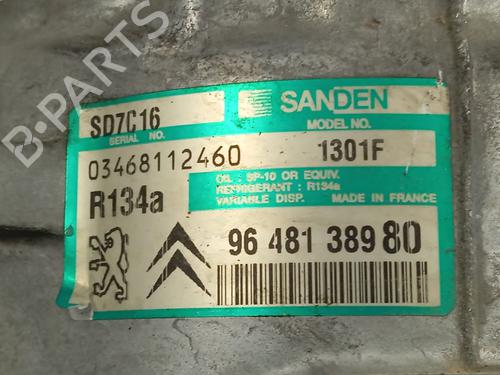 SD7C16
SANDEN
SERIAL NO.
MODEL NO.
03468112460
1301F
OIL : SP-10 OR EQUIV.
REFRIGERANT : R134a
VARIABLE DISP. MADE IN FRANCE
R134a
96 481 389 80
B-PARTS